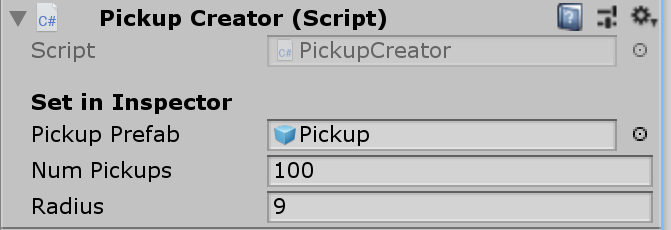 Pickup Creator (Script)
C#
Script
C# PickupCreator
Set in Inspector
Pickup Prefab Pickup
Num Pickups 100
Radius 9